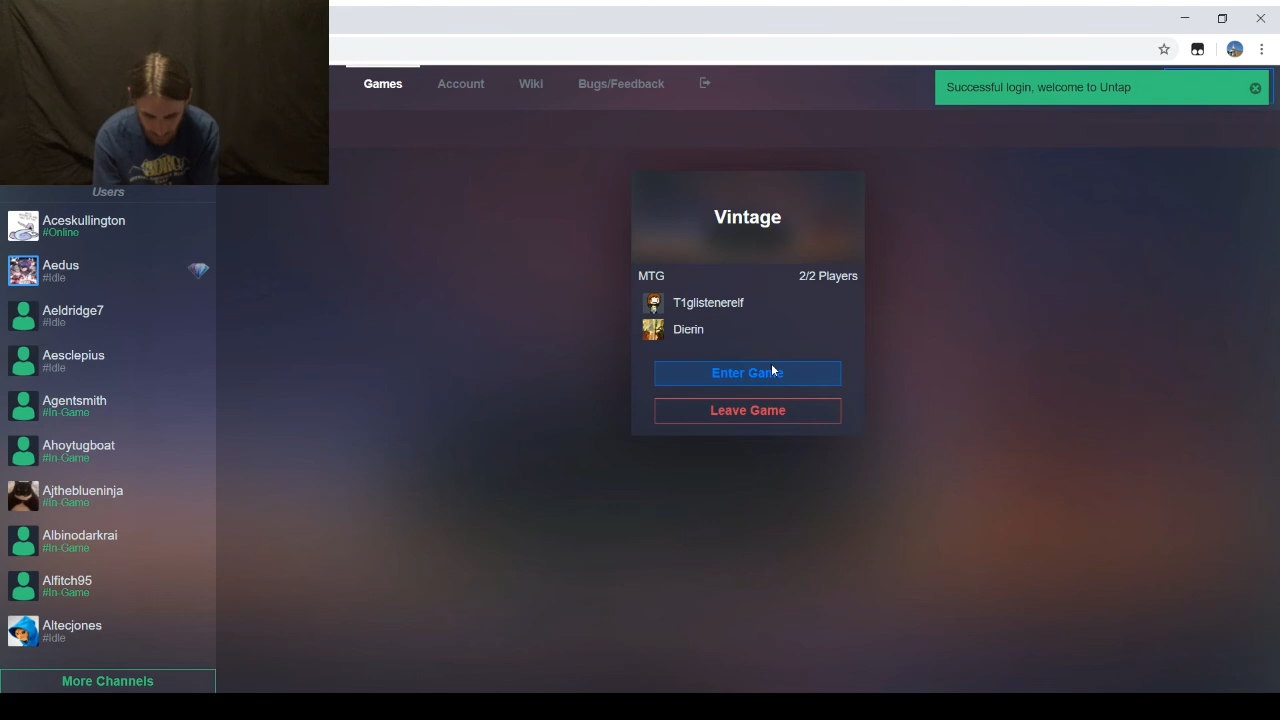 Games
Account
Wiki
Bugs/Feedback
Successful login, welcome to Untap
Users
Aceskullington
#Online
Aedus
#Idle
Aeldridge7
#Idle
Aesclepius
#Idle
Agentsmith
#In-Game
Ahoytugboat
#In-Game
Ajtheblueninja
#In-Game
Albinodarkrai
#In-Game
Alfitch95
#In-Game
Altecjones
#Idle
More Channels
Vintage
MTG
2/2 Players
T1glistenerelf
Dierin
Enter Game
Leave Game